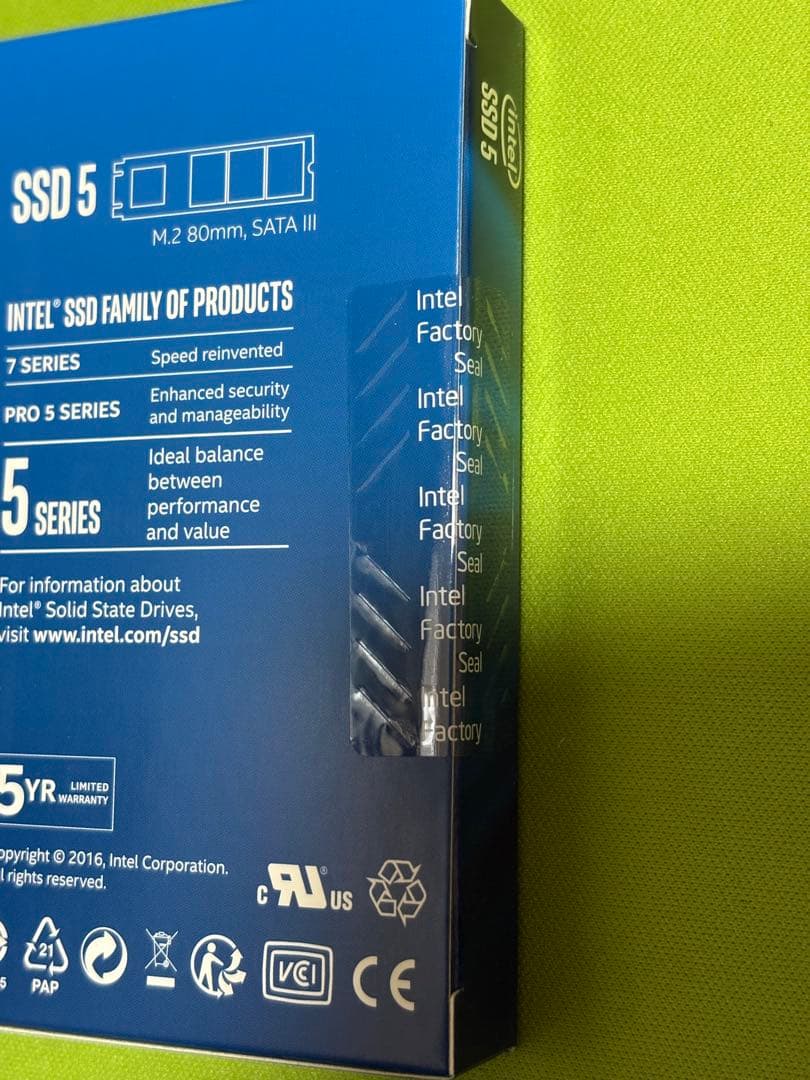 SSD 5
M.2 80mm, SATA III
INTEL® SSD FAMILY OF PRODUCTS
7 SERIES Speed reinvented
PRO 5 SERIES Enhanced security
and manageability
5 SERIES Ideal balance
between
performance
and value
For information about
Intel® Solid State Drives,
visit www.intel.com/ssd
5YR LIMITED
WARRANTY
opyright © 2016, Intel Corporation.
l rights reserved.
c RU® US
5
21
PAP
VCI
CE
Intel
Factory
Seal
Intel
Factory
Seal
Intel
Factory
Seal
Intel
Factory
Seal
Intel
Factory
intel
SSD 5